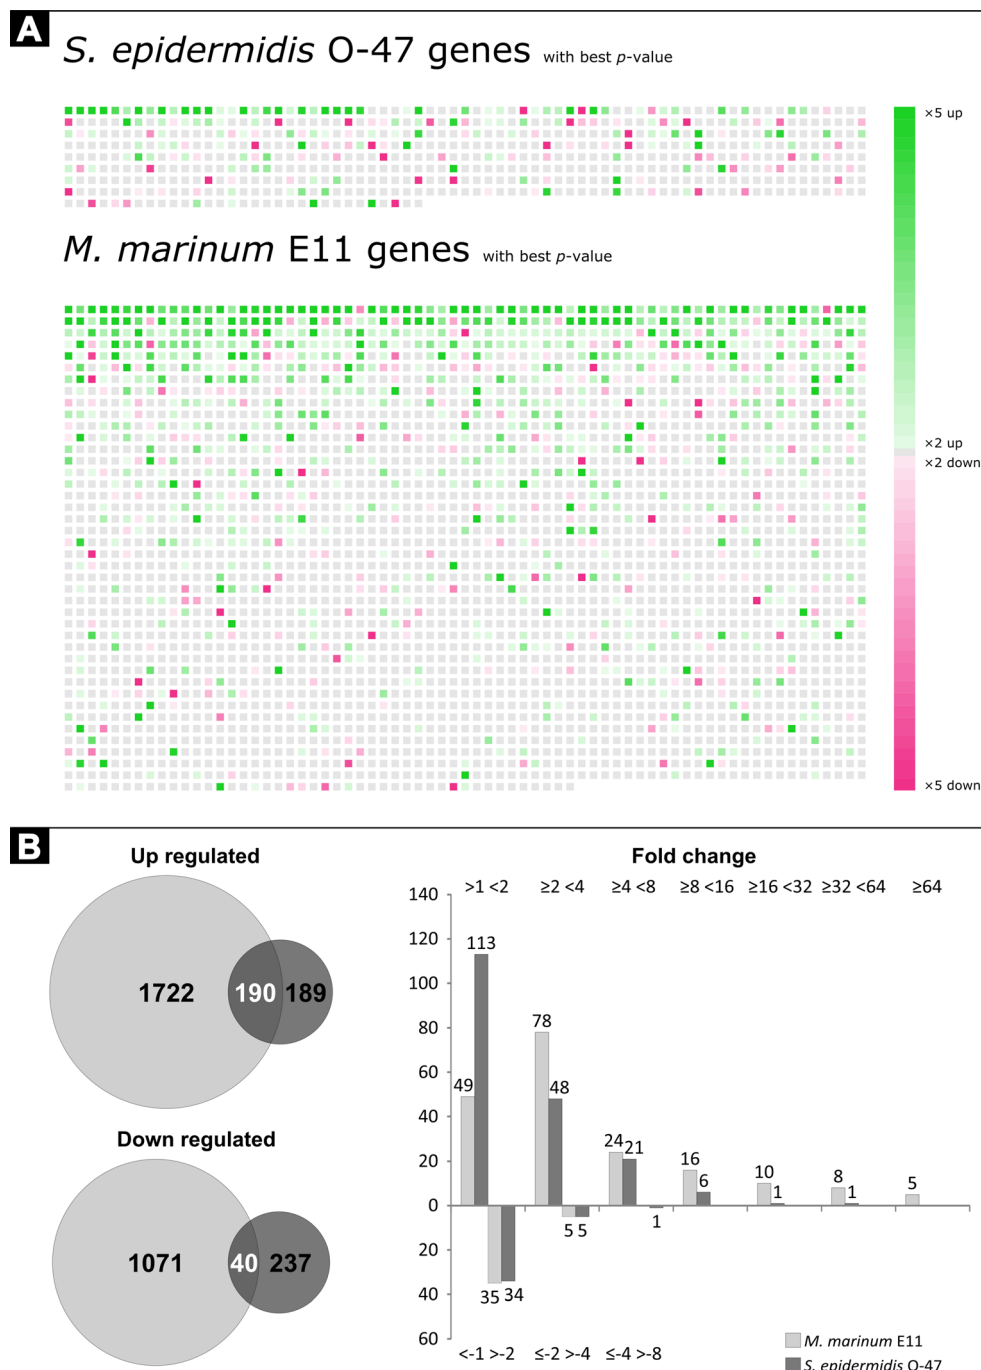 A
S. epidermidis O-47 genes with best p-value
×5 up
M. marinum E11 genes with best p-value
×2 up
×2 down
×5 down
B
Up regulated
1722
190
189
Down regulated
1071
40
237
Fold change
>1 <2 ≥2 <4 ≥4 <8 ≥8 <16 ≥16 <32 ≥32 <64 ≥64
140
120
100
80
60
40
20
0
20
40
60
49
113
78
48
24
21
16
6
10
1
8
1
5
35
34
5
5
1
<-1 >-2 ≤-2 >-4 ≤-4 >-8
M. marinum E11
S. epidermidis O-47